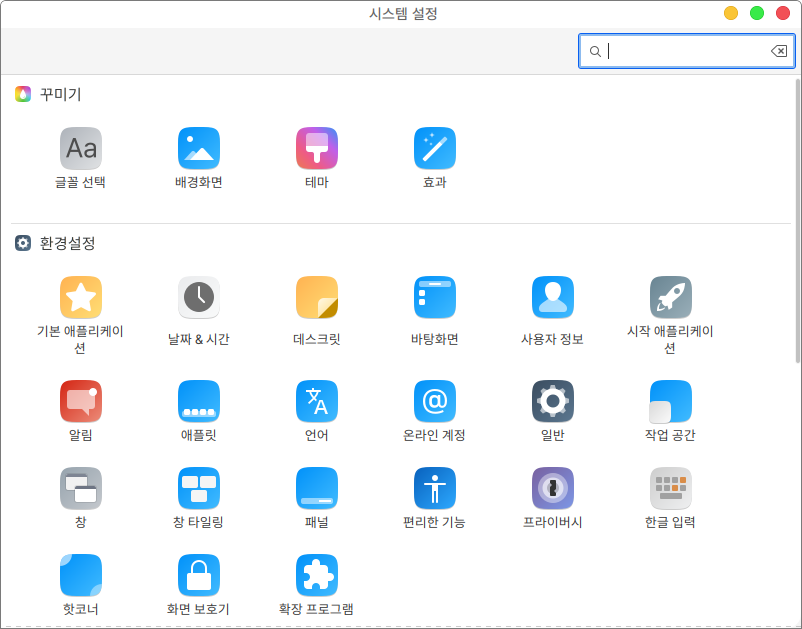 시스템 설정
꾸미기
Aa
글꼴 선택
배경화면
테마
효과
환경설정
기본 애플리케이
션
날짜 & 시간
데스크릿
바탕화면
사용자 정보
시작 애플리케이
션
알림
애플릿
文A
언어
@
온라인 계정
일반
작업 공간
창
창 타일링
패널
편리한 기능
프라이버시
한글 입력
핫코너
화면 보호기
확장 프로그램